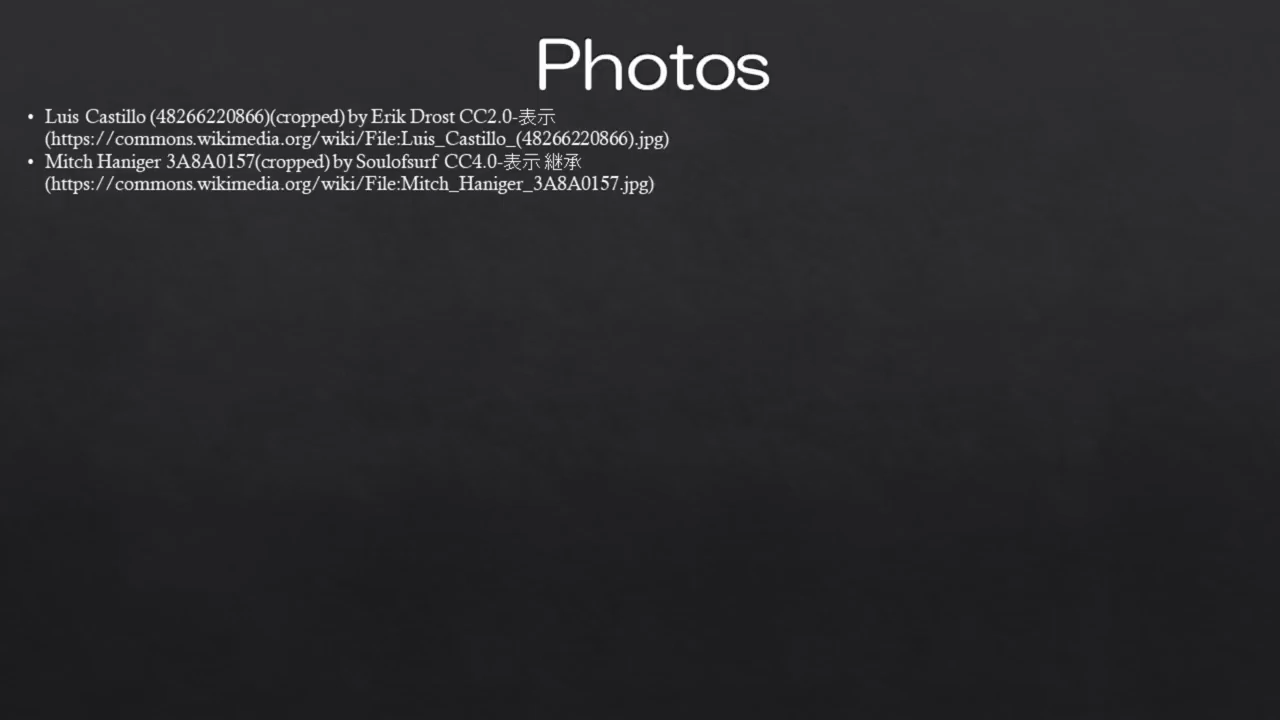 Photos
• Luis Castillo (48266220866)(cropped) by Erik Drost CC2.0-表示
(https://commons.wikimedia.org/wiki/File:Luis_Castillo_(48266220866).jpg)
• Mitch Haniger 3A8A0157(cropped) by Soulofsurf CC4.0-表示 継承
(https://commons.wikimedia.org/wiki/File:Mitch_Haniger_3A8A0157.jpg)